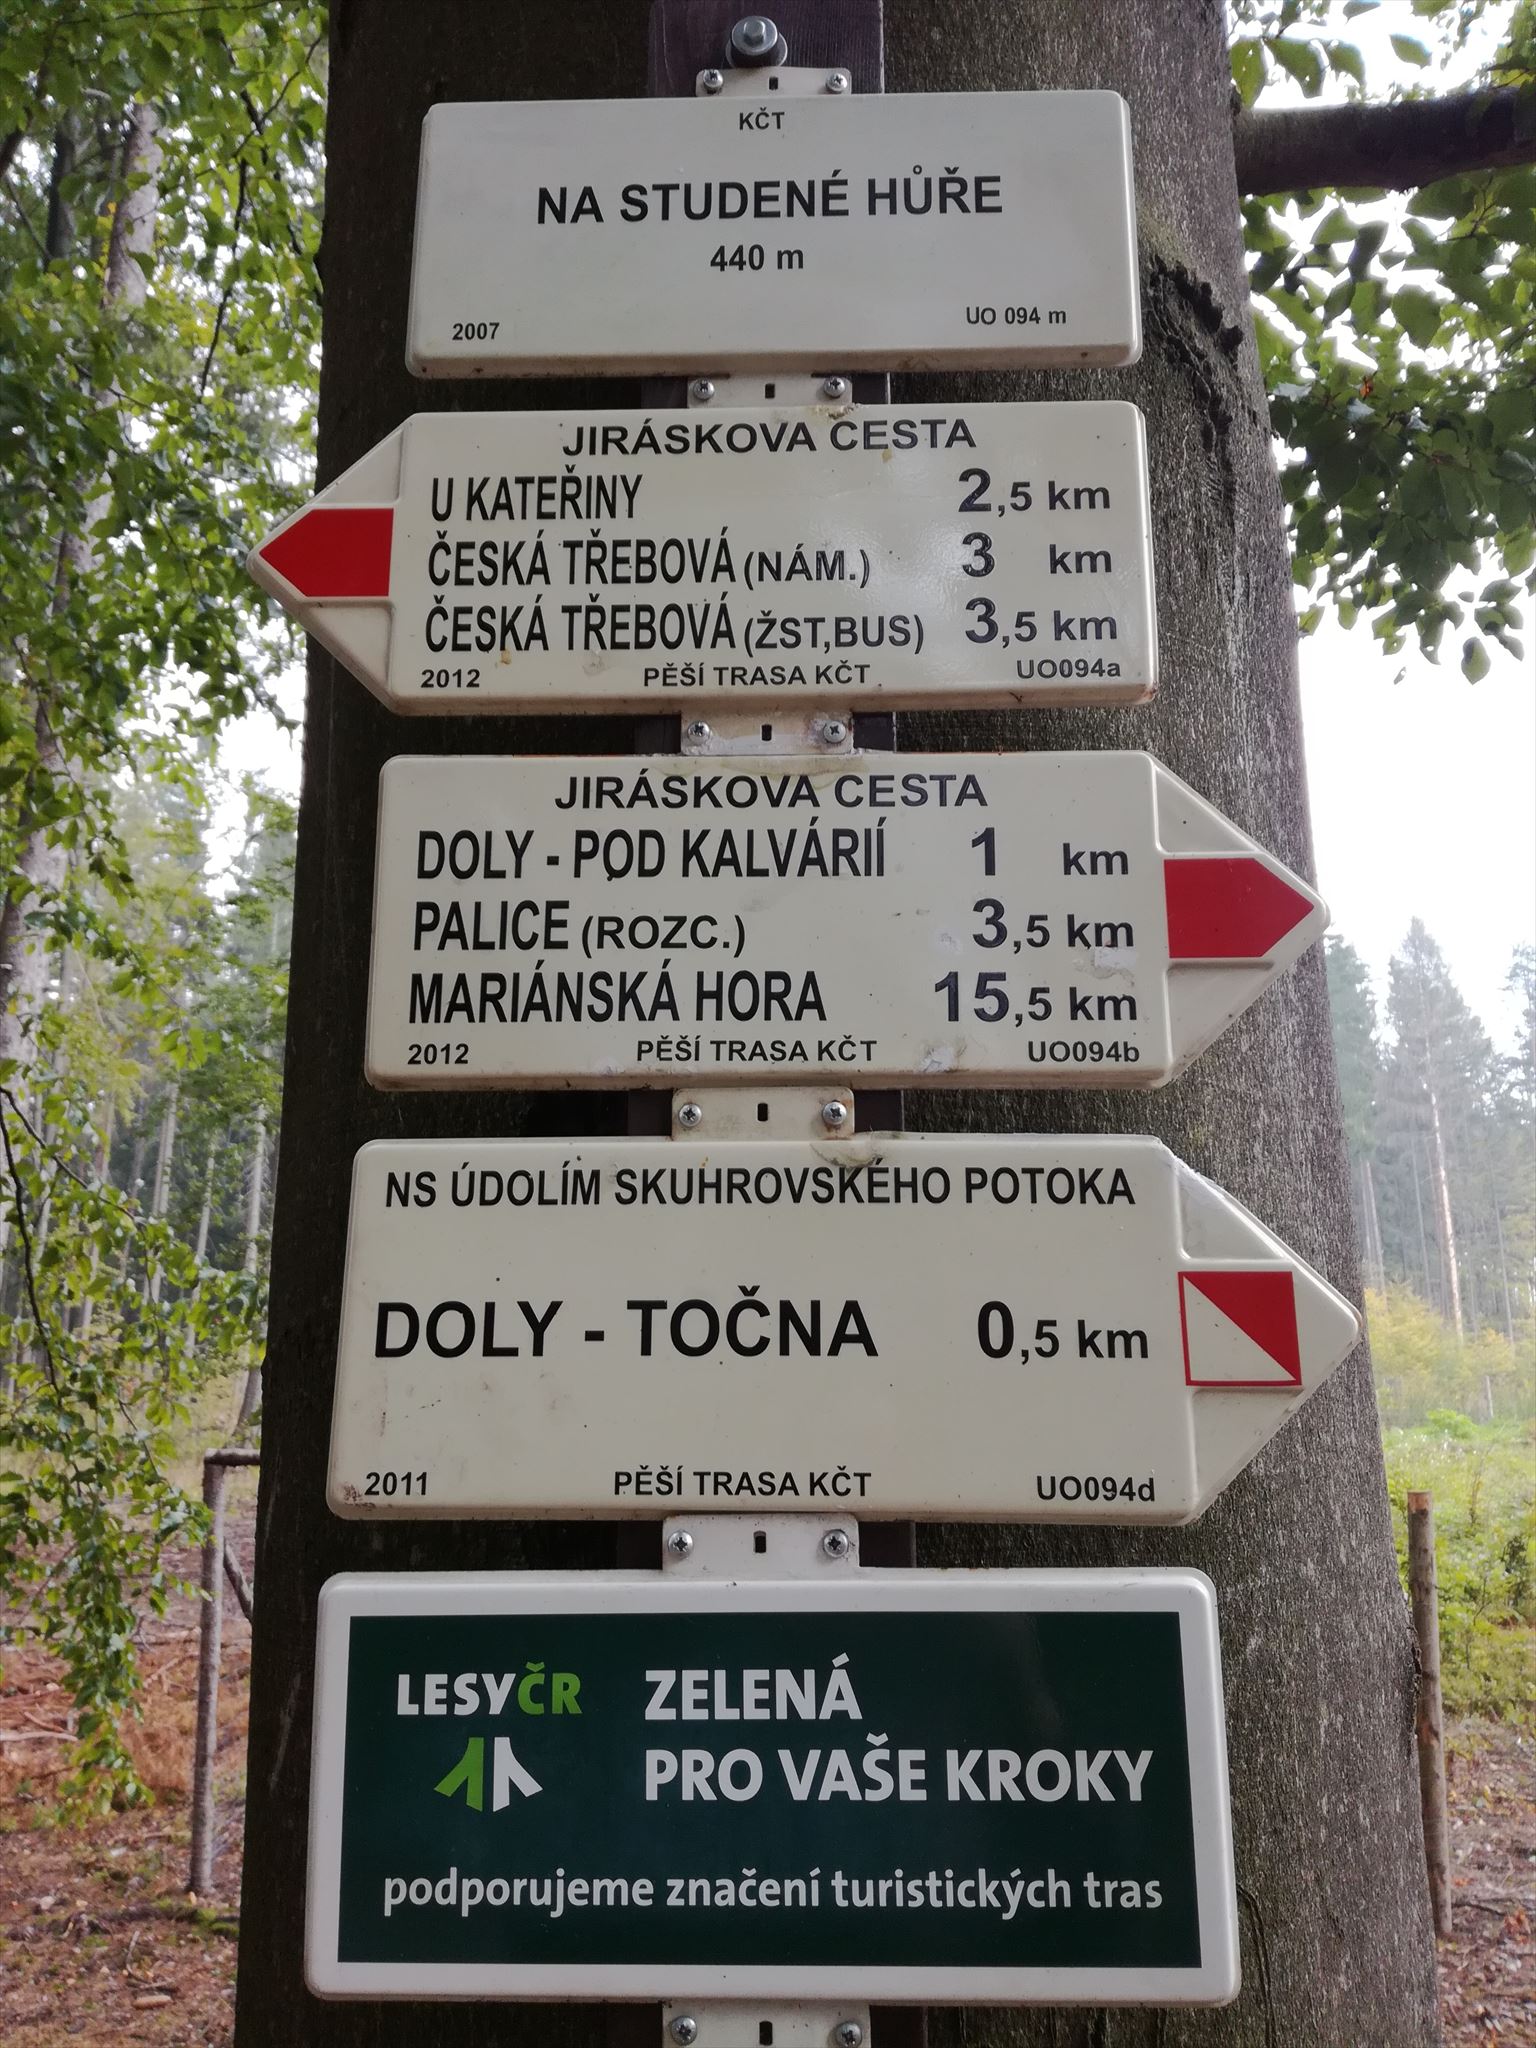 KČT
NA STUDENÉ HŮŘE
440 m
2007 UO 094 m
JIRÁSKOVA CESTA
U KATEŘINY 2,5 km
ČESKÁ TŘEBOVÁ (NÁM.) 3 km
ČESKÁ TŘEBOVÁ (ŽST,BUS) 3,5 km
2012 PĚŠÍ TRASA KČT UO094a
JIRÁSKOVA CESTA
DOLY - POD KALVÁRIÍ 1 km
PALICE (ROZC.) 3,5 km
MARIÁNSKÁ HORA 15,5 km
2012 PĚŠÍ TRASA KČT UO094b
NS ÚDOLÍM SKUHROVSKÉHO POTOKA
DOLY - TOČNA 0,5 km
2011 PĚŠÍ TRASA KČT UO094d
LESYČR ZELENÁ
PRO VAŠE KROKY
podporujeme značení turistických tras